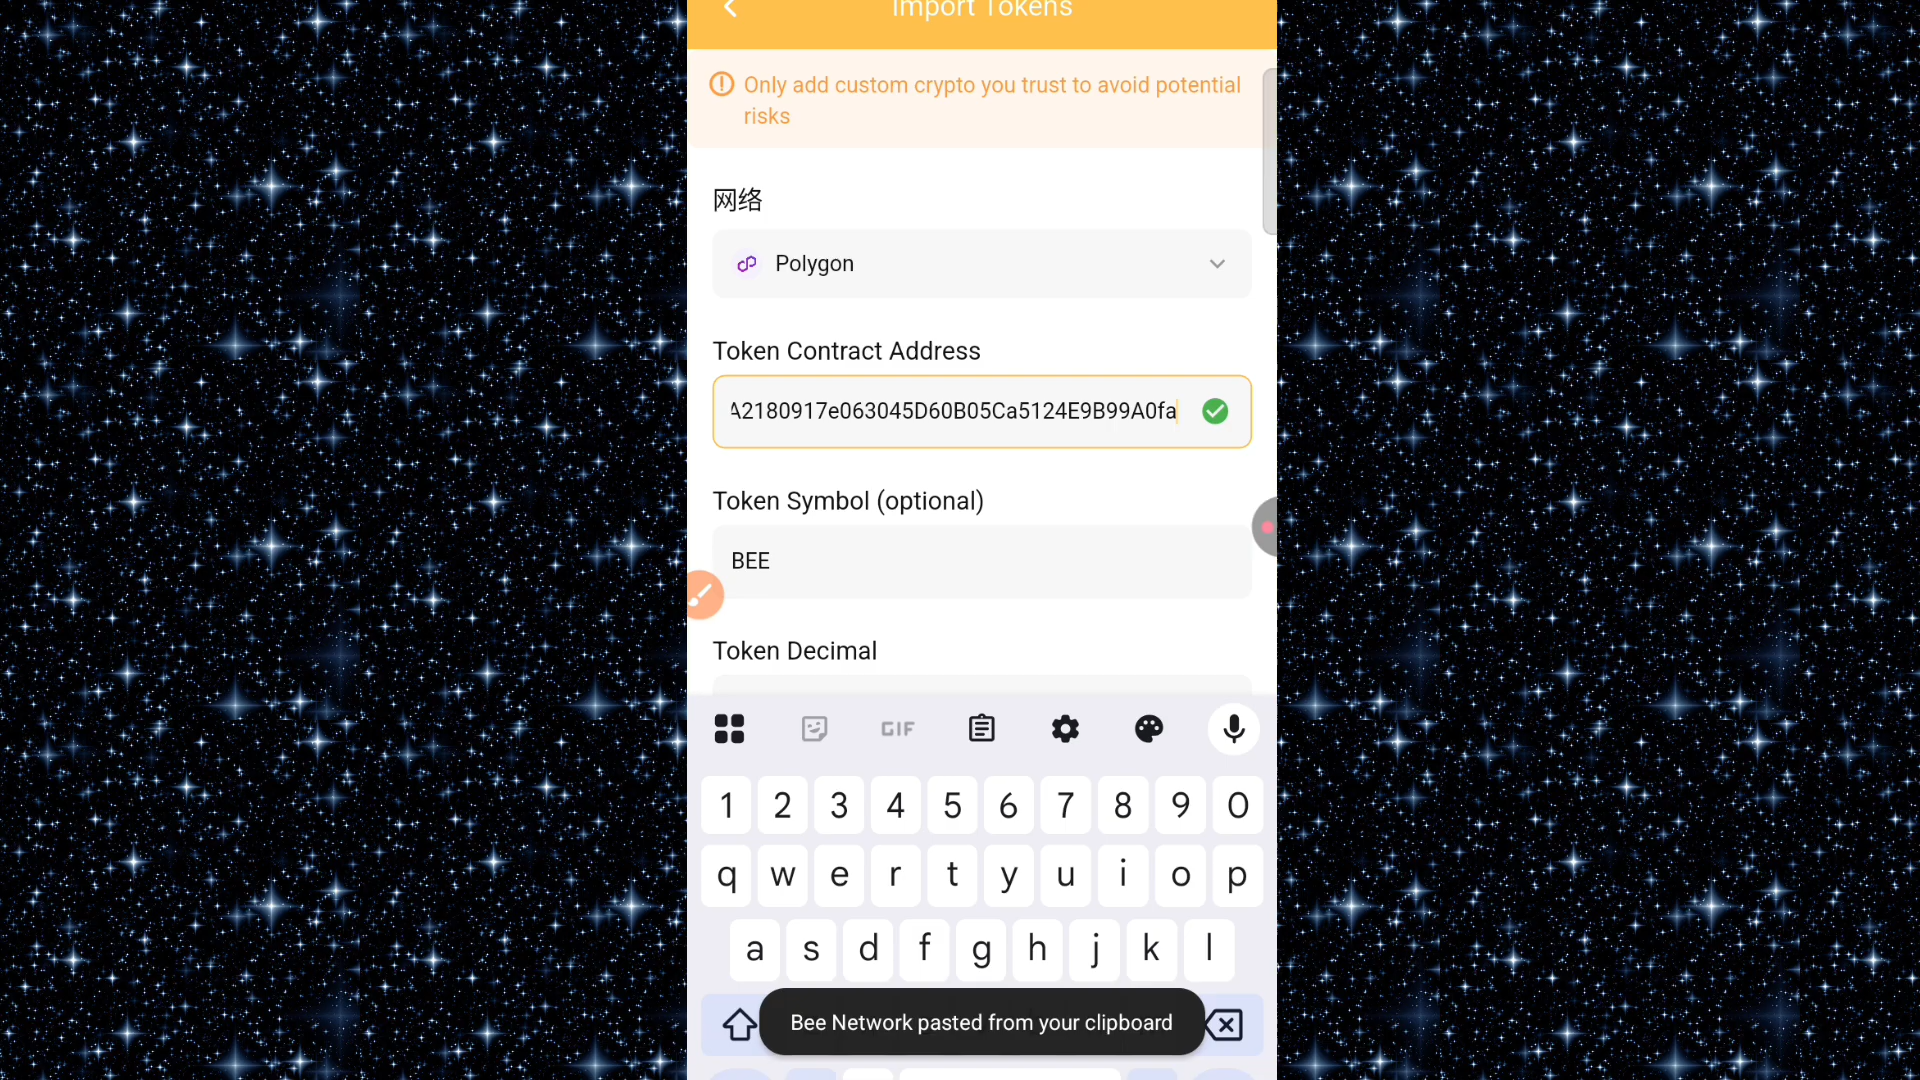 Import Tokens
Only add custom crypto you trust to avoid potential
risks
网络
Polygon
Token Contract Address
A2180917e063045D60B05Ca5124E9B99A0fa
Token Symbol (optional)
BEE
Token Decimal
GIF
1 2 3 4 5 6 7 8 9 0
q w e r t y u i o p
a s d f g h j k l
Bee Network pasted from your clipboard